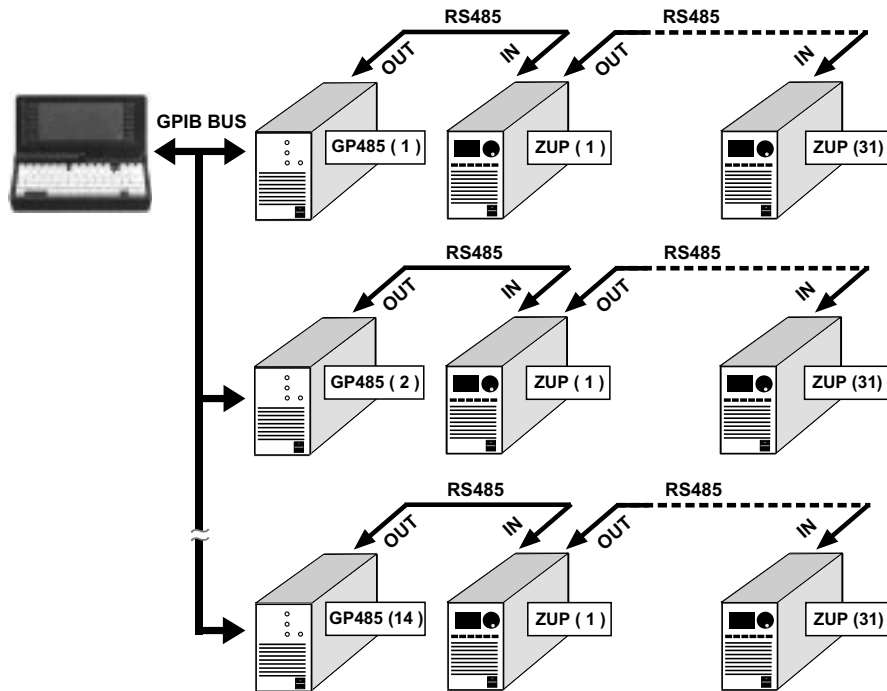 RS485 RS485
OUT IN OUT IN
GPIB BUS
GP485 ( 1 ) ZUP ( 1 ) ZUP (31)
RS485 RS485
OUT IN OUT IN
GP485 ( 2 ) ZUP ( 1 ) ZUP (31)
RS485 RS485
OUT IN OUT IN
GP485 (14 ) ZUP ( 1 ) ZUP (31)